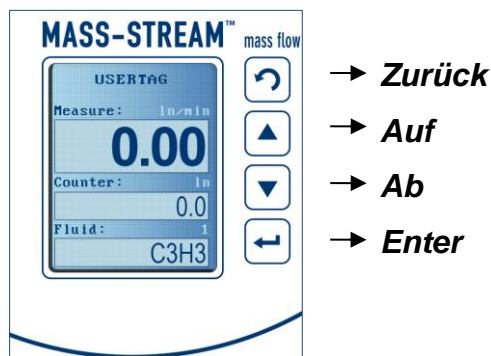 MASS-STREAM™ mass flow
USERTAG
Measure: ln/min
0.00
Counter: ln
0.0
Fluid: 1
C3H3
→ Zurück
→ Auf
→ Ab
→ Enter